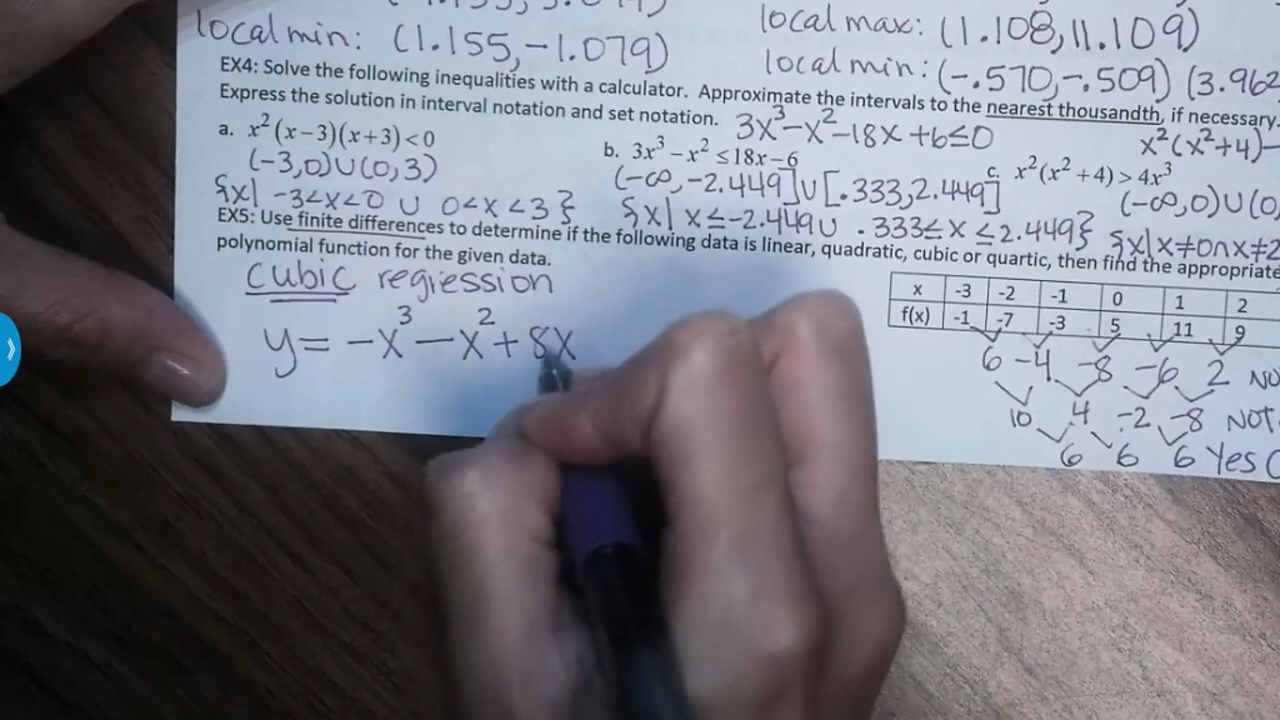 local min: (1.155, -1.079)
local max: (1.108, 11.109)
local min: (-.570, -.509) (3.962
EX4: Solve the following inequalities with a calculator. Approximate the intervals to the nearest thousandth, if necessary.
Express the solution in interval notation and set notation.
a. x²(x−3)(x+3)<0
(-3,0)∪(0,3)
{x| -3<x<0 ∪ 0<x<3}
3x³-x²-18x+6≤0
b. 3x³−x²≤18x−6
(-∞,-2.449]∪[.333,2.449]
{x| x≤-2.449∪ .333≤x≤2.449}
x²(x²+4)-
c. x²(x²+4)>4x³
(-∞,0)∪(0,
{x|x≠0∩x≠2
EX5: Use finite differences to determine if the following data is linear, quadratic, cubic or quartic, then find the appropriate
polynomial function for the given data.
cubic regression
y= -x³-x²+8x
x -3 -2 -1 0 1 2
f(x) -1 -7 -3 5 11 9
6 -4 -8 -6 2 NO
10 4 -2 -8 NOT
6 6 6 Yes (